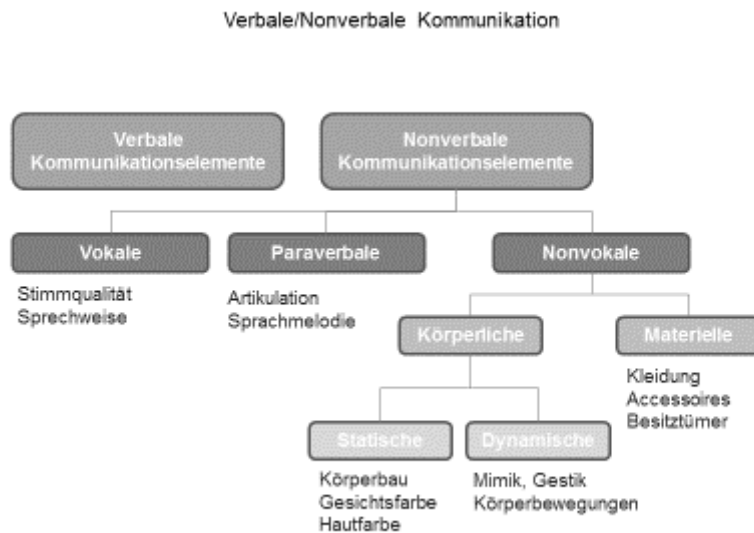 Verbale/Nonverbale Kommunikation
Verbale
Kommunikationselemente
Nonverbale
Kommunikationselemente
Vokale
Paraverbale
Nonvokale
Stimmqualität
Sprechweise
Artikulation
Sprachmelodie
Körperliche
Materielle
Kleidung
Accessoires
Besitztümer
Statische
Dynamische
Körperbau
Gesichtsfarbe
Hautfarbe
Mimik, Gestik
Körperbewegungen